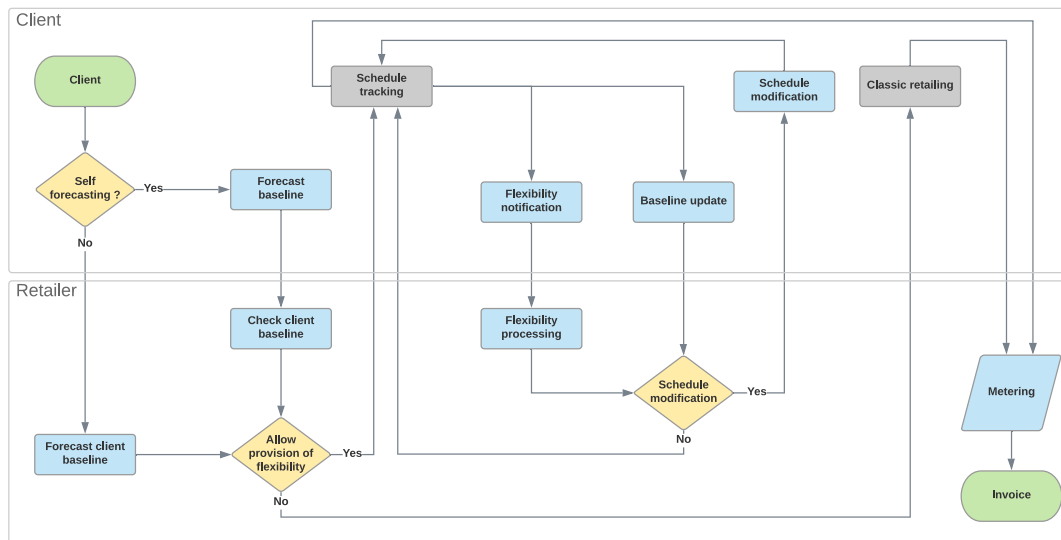 Client
Client
Schedule
tracking
Schedule
modification
Classic retailing
Self
forecasting ?
Yes
Forecast
baseline
Flexibility
notification
Baseline update
No
Retailer
Check client
baseline
Flexibility
processing
Schedule
modification
Yes
Metering
No
Forecast client
baseline
Allow
provision of
flexibility
Yes
No
Invoice